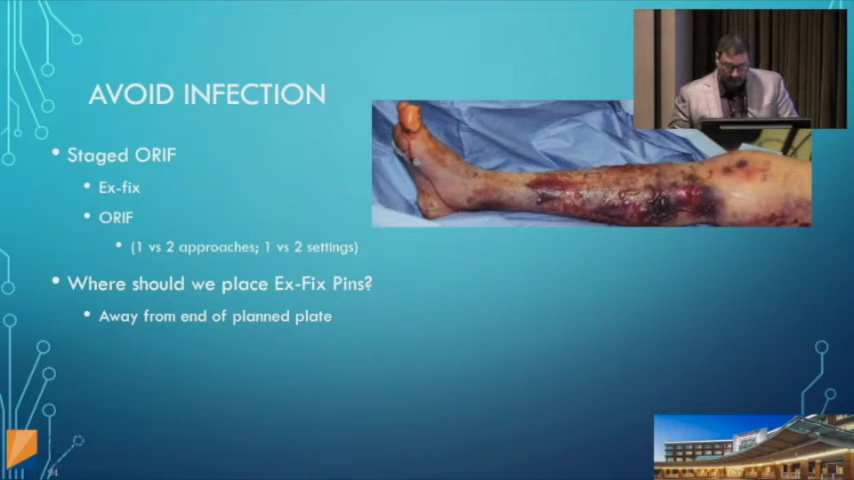 AVOID INFECTION
• Staged ORIF
• Ex-fix
• ORIF
• (1 vs 2 approaches; 1 vs 2 settings)
• Where should we place Ex-Fix Pins?
• Away from end of planned plate
94